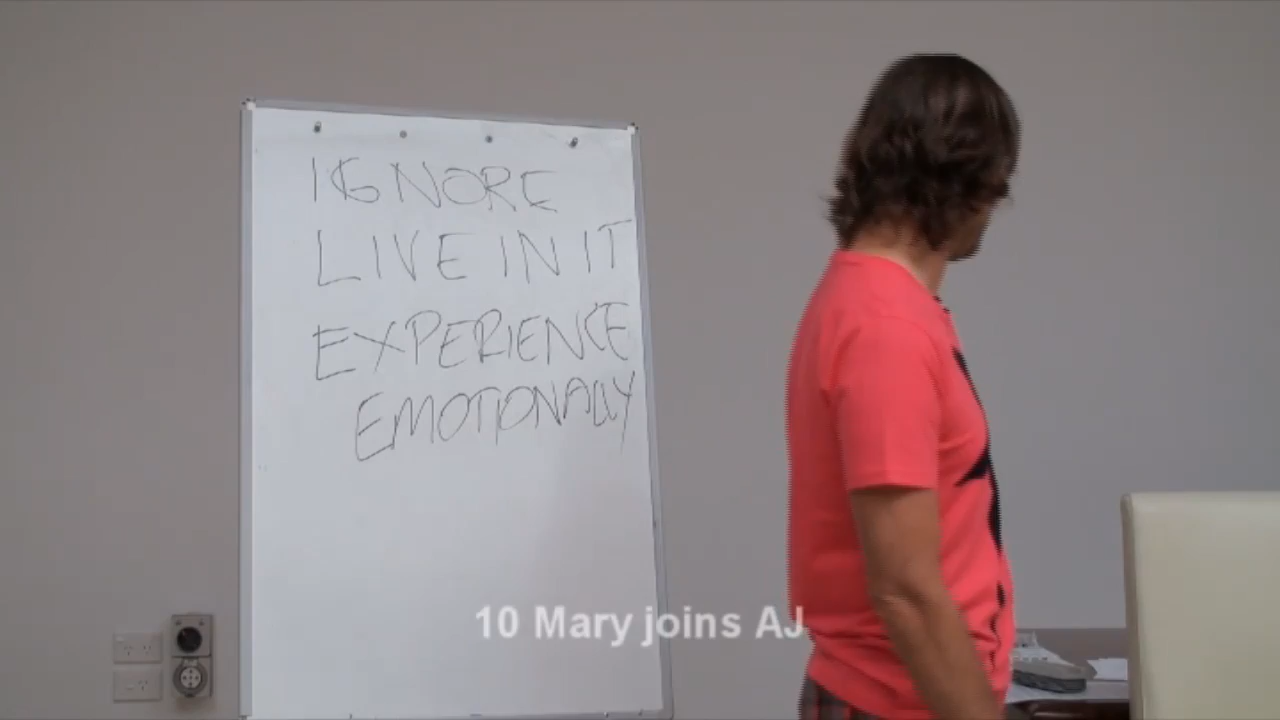 IGNORE
LIVE IN IT
EXPERIENCE
EMOTIONALLY
10 Mary joins AJ